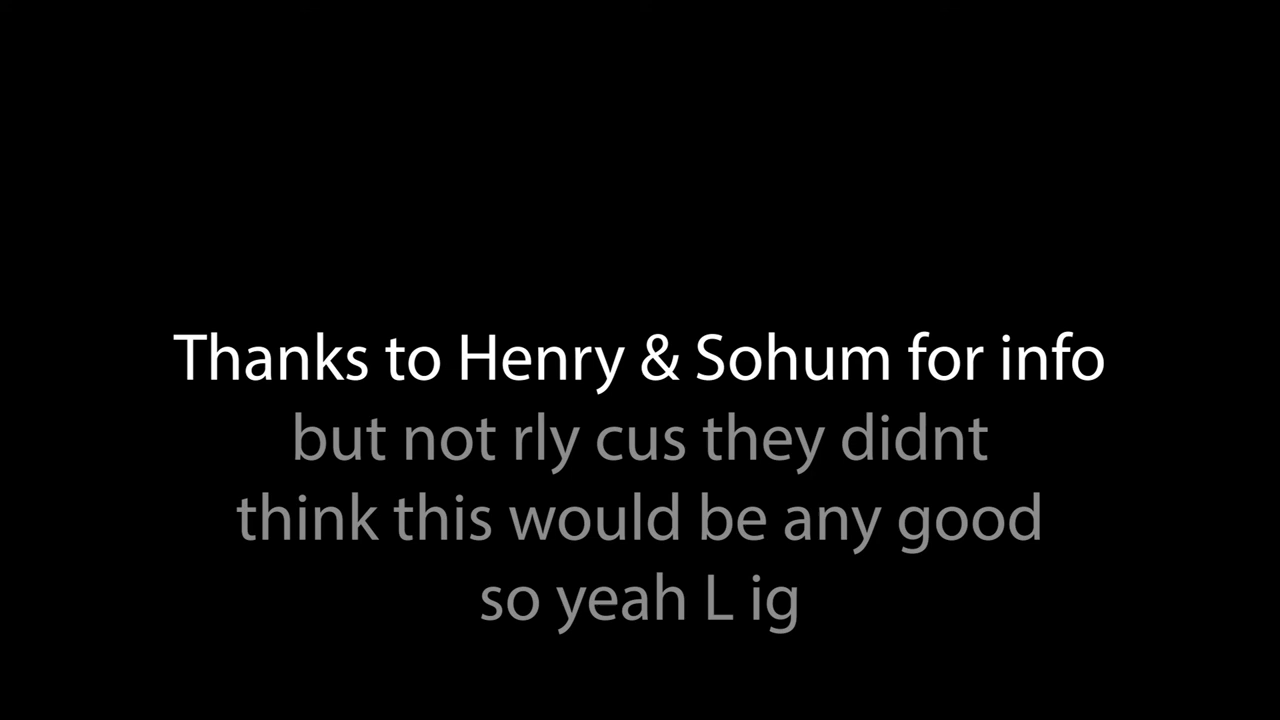 Thanks to Henry & Sohum for info
but not rly cus they didnt
think this would be any good
so yeah L ig